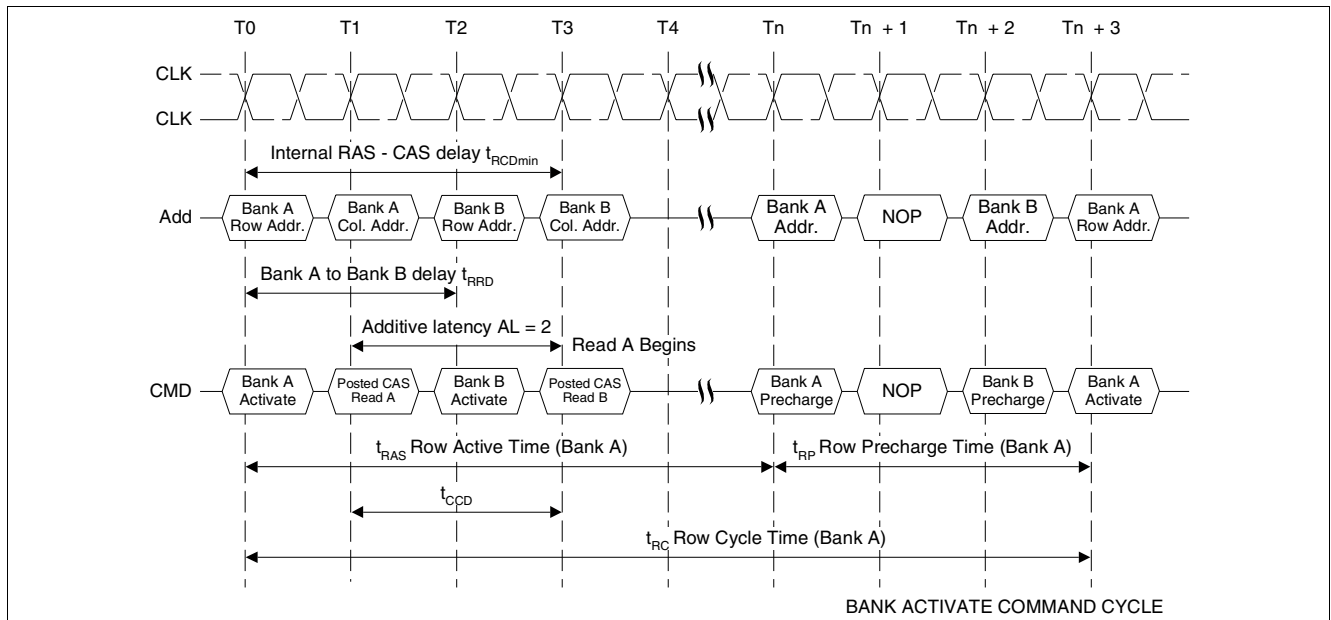 T0 T1 T2 T3 T4 Tn Tn + 1 Tn + 2 Tn + 3
CLK
CLK
Internal RAS - CAS delay tRCDmin
Add
Bank A Row Addr.
Bank A Col. Addr.
Bank B Row Addr.
Bank B Col. Addr.
Bank A Addr.
NOP
Bank B Addr.
Bank A Row Addr.
Bank A to Bank B delay tRRD
Additive latency AL = 2
Read A Begins
CMD
Bank A Activate
Posted CAS Read A
Bank B Activate
Posted CAS Read B
Bank A Precharge
NOP
Bank B Precharge
Bank A Activate
tRAS Row Active Time (Bank A)
tRP Row Precharge Time (Bank A)
tCCD
tRC Row Cycle Time (Bank A)
BANK ACTIVATE COMMAND CYCLE